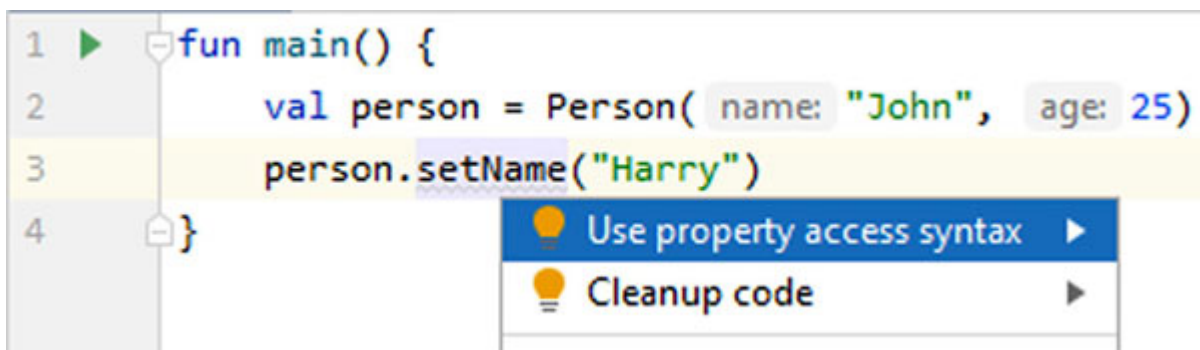 1 fun main() {
2 val person = Person( name: "John", age: 25)
3 person.setName("Harry")
4 }
Use property access syntax
Cleanup code